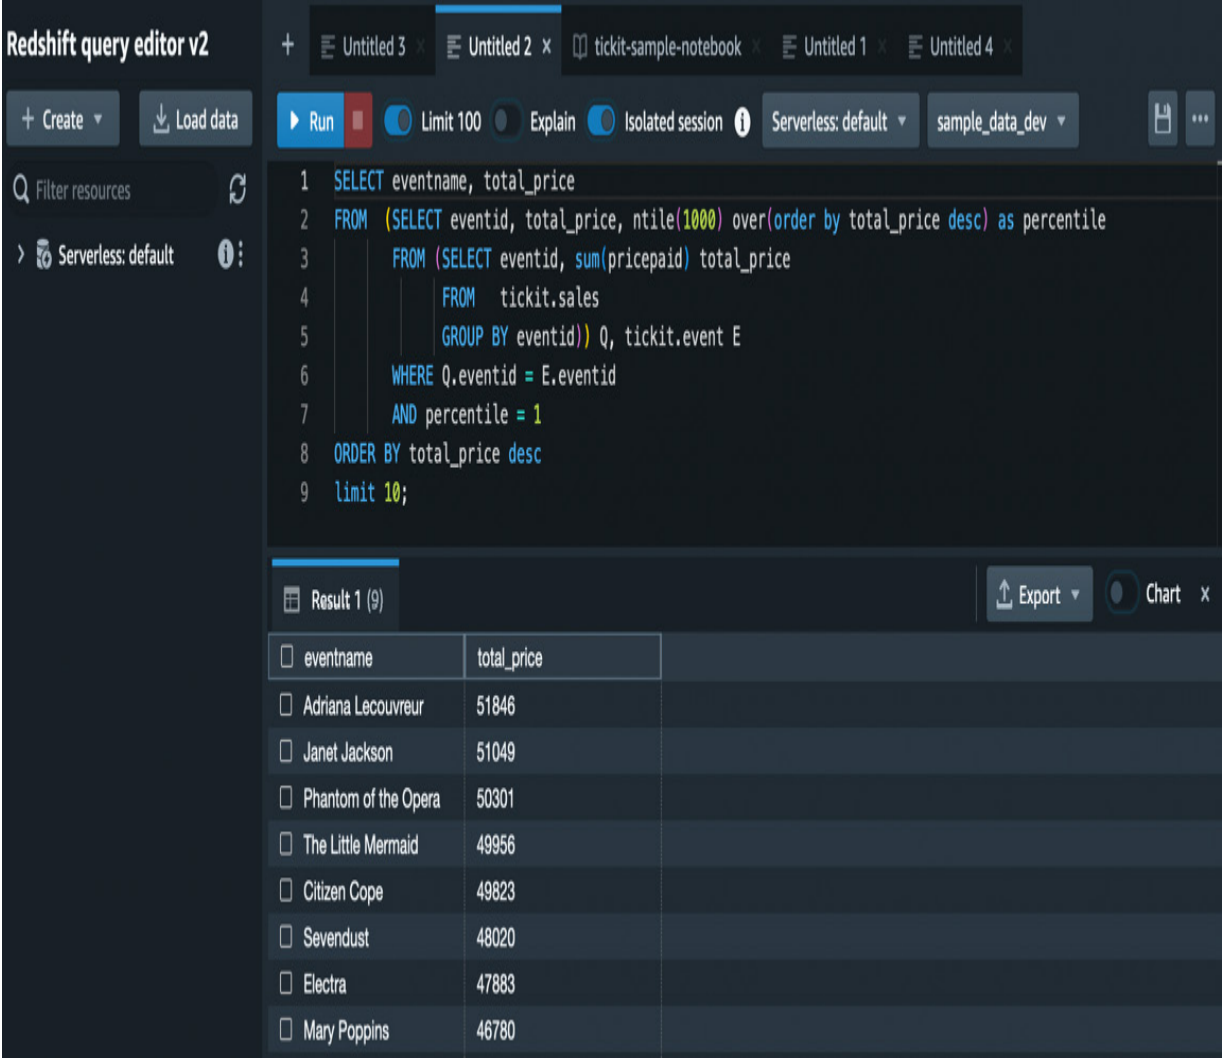 Redshift query editor v2
+ Untitled 3 × Untitled 2 × tickit-sample-notebook × Untitled 1 × Untitled 4 ×
+ Create Load data
Run Limit 100 Explain Isolated session i Serverless: default sample_data_dev ...
Filter resources
Serverless: default i
1 SELECT eventname, total_price
2 FROM (SELECT eventid, total_price, ntile(1000) over(order by total_price desc) as percentile
3 FROM (SELECT eventid, sum(pricepaid) total_price
4 FROM tickit.sales
5 GROUP BY eventid)) Q, tickit.event E
6 WHERE Q.eventid = E.eventid
7 AND percentile = 1
8 ORDER BY total_price desc
9 limit 10;
Result 1 (9) Export Chart ×
eventname total_price
Adriana Lecouvreur 51846
Janet Jackson 51049
Phantom of the Opera 50301
The Little Mermaid 49956
Citizen Cope 49823
Sevendust 48020
Electra 47883
Mary Poppins 46780